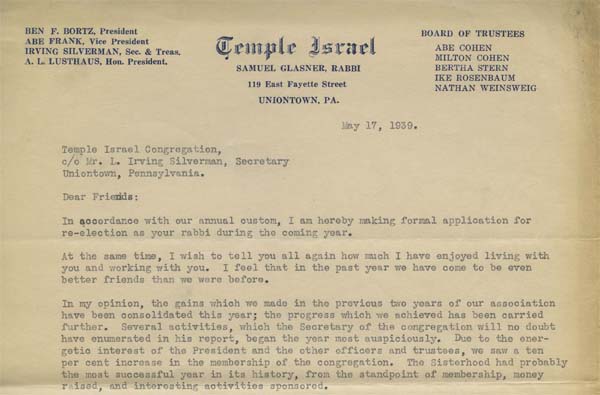 BEN F. BORTZ, President
ABE FRANK, Vice President
IRVING SILVERMAN, Sec. & Treas.
A. L. LUSTHAUS, Hon. President.
Temple Israel
SAMUEL GLASNER, RABBI
119 East Fayette Street
UNIONTOWN, PA.
BOARD OF TRUSTEES
ABE COHEN
MILTON COHEN
BERTHA STERN
IKE ROSENBAUM
NATHAN WEINSWEIG
May 17, 1939.
Temple Israel Congregation,
c/o Mr. L. Irving Silverman, Secretary
Uniontown, Pennsylvania.
Dear Friends:
In accordance with our annual custom, I am hereby making formal application for
re-election as your rabbi during the coming year.
At the same time, I wish to tell you all again how much I have enjoyed living with
you and working with you. I feel that in the past year we have come to be even
better friends than we were before.
In my opinion, the gains which we made in the previous two years of our association
have been consolidated this year; the progress which we achieved has been carried
further. Several activities, which the Secretary of the congregation will no doubt
have enumerated in his report, began the year most auspiciously. Due to the ener-
getic interest of the President and the other officers and trustees, we saw a ten
per cent increase in the membership of the congregation. The Sisterhood had probably
the most successful year in its history, from the standpoint of membership, money
raised, and interesting activities sponsored.